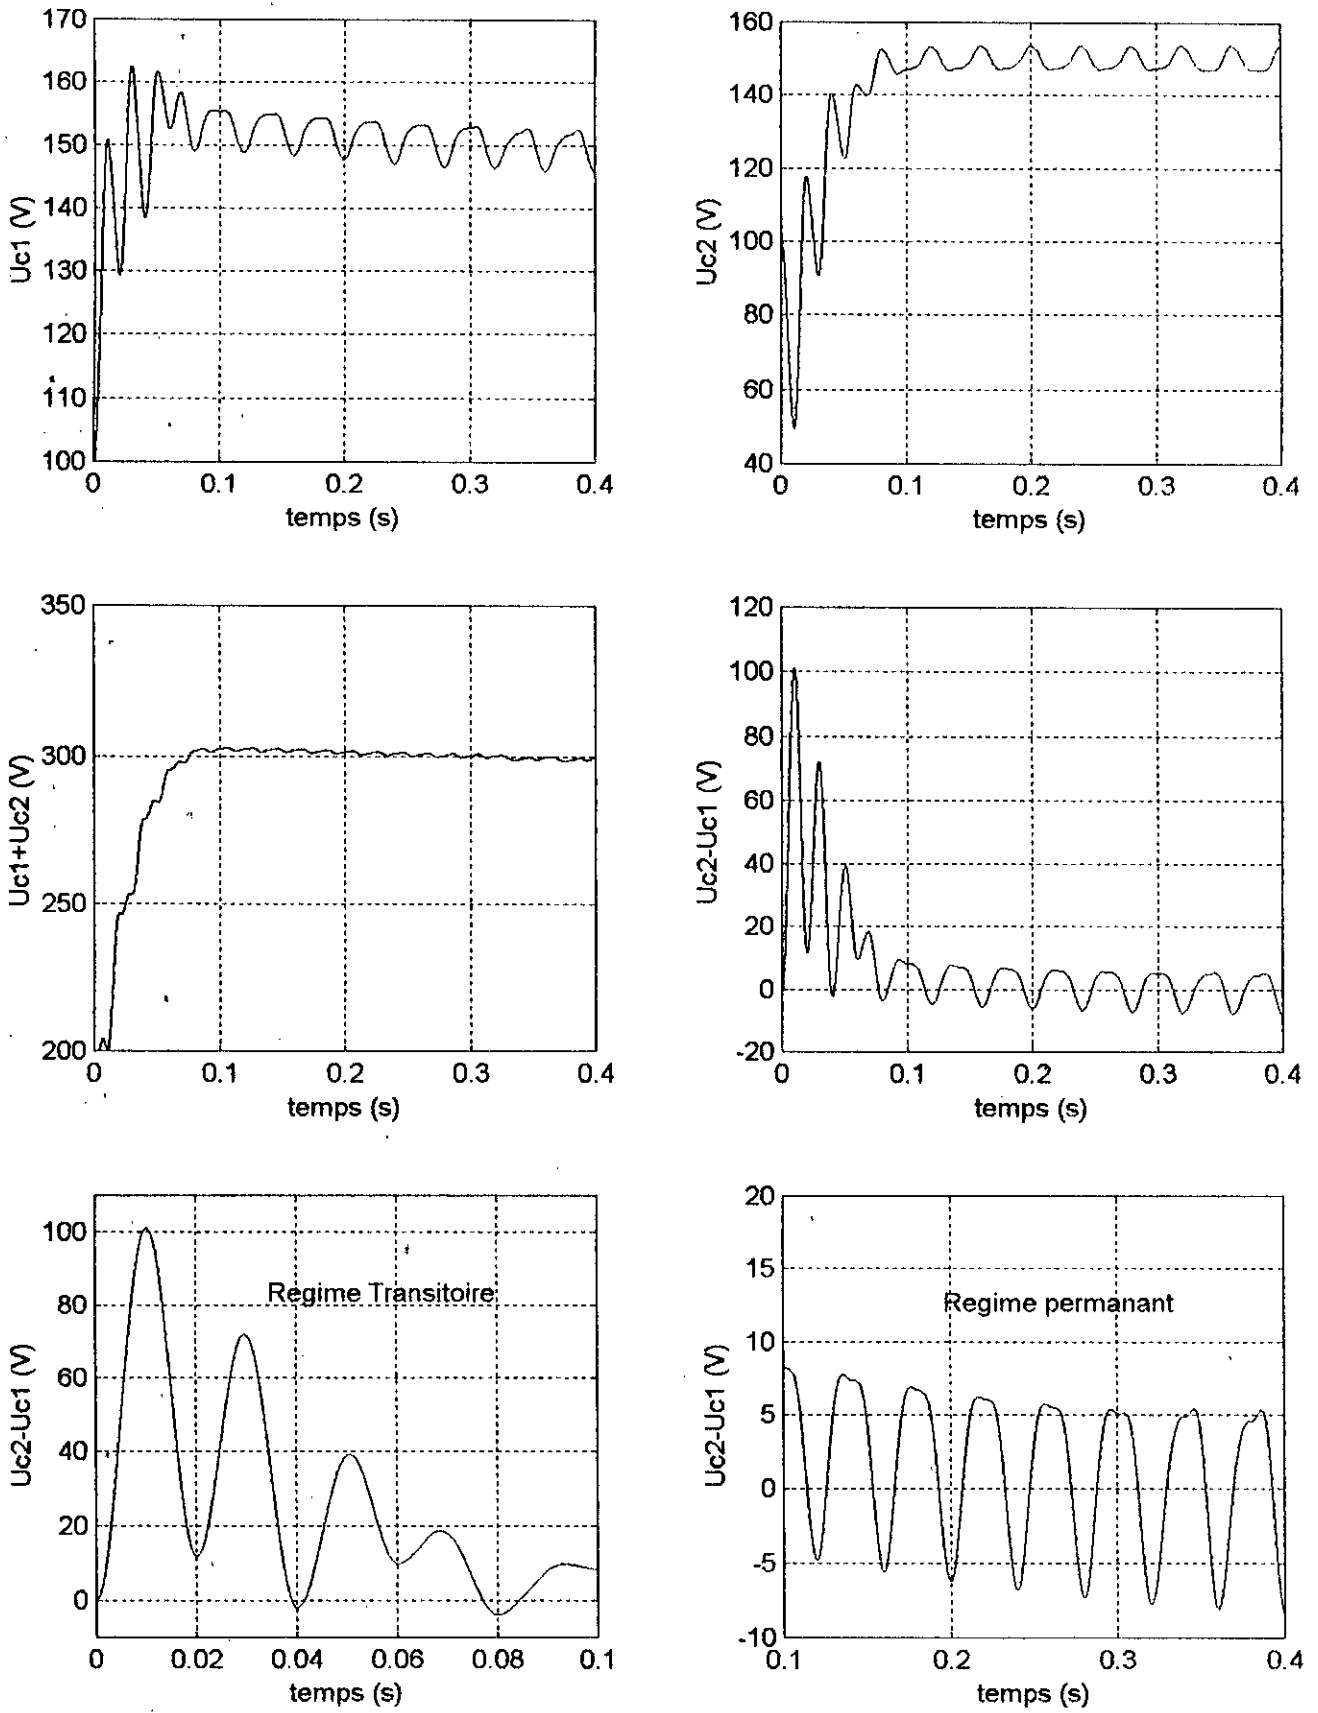 170
160
150
140
130
120
110
100
Uc1 (V)
0 0.1 0.2 0.3 0.4
temps (s)
160
140
120
100
80
60
40
Uc2 (V)
0 0.1 0.2 0.3 0.4
temps (s)
350
300
250
200
Uc1+Uc2 (V)
0 0.1 0.2 0.3 0.4
temps (s)
120
100
80
60
40
20
0
-20
Uc2-Uc1 (V)
0 0.1 0.2 0.3 0.4
temps (s)
100
80
60
40
20
0
Uc2-Uc1 (V)
Regime Transitoire
0 0.02 0.04 0.06 0.08 0.1
temps (s)
20
15
10
5
0
-5
-10
Uc2-Uc1 (V)
Regime permanant
0.1 0.2 0.3 0.4
temps (s)